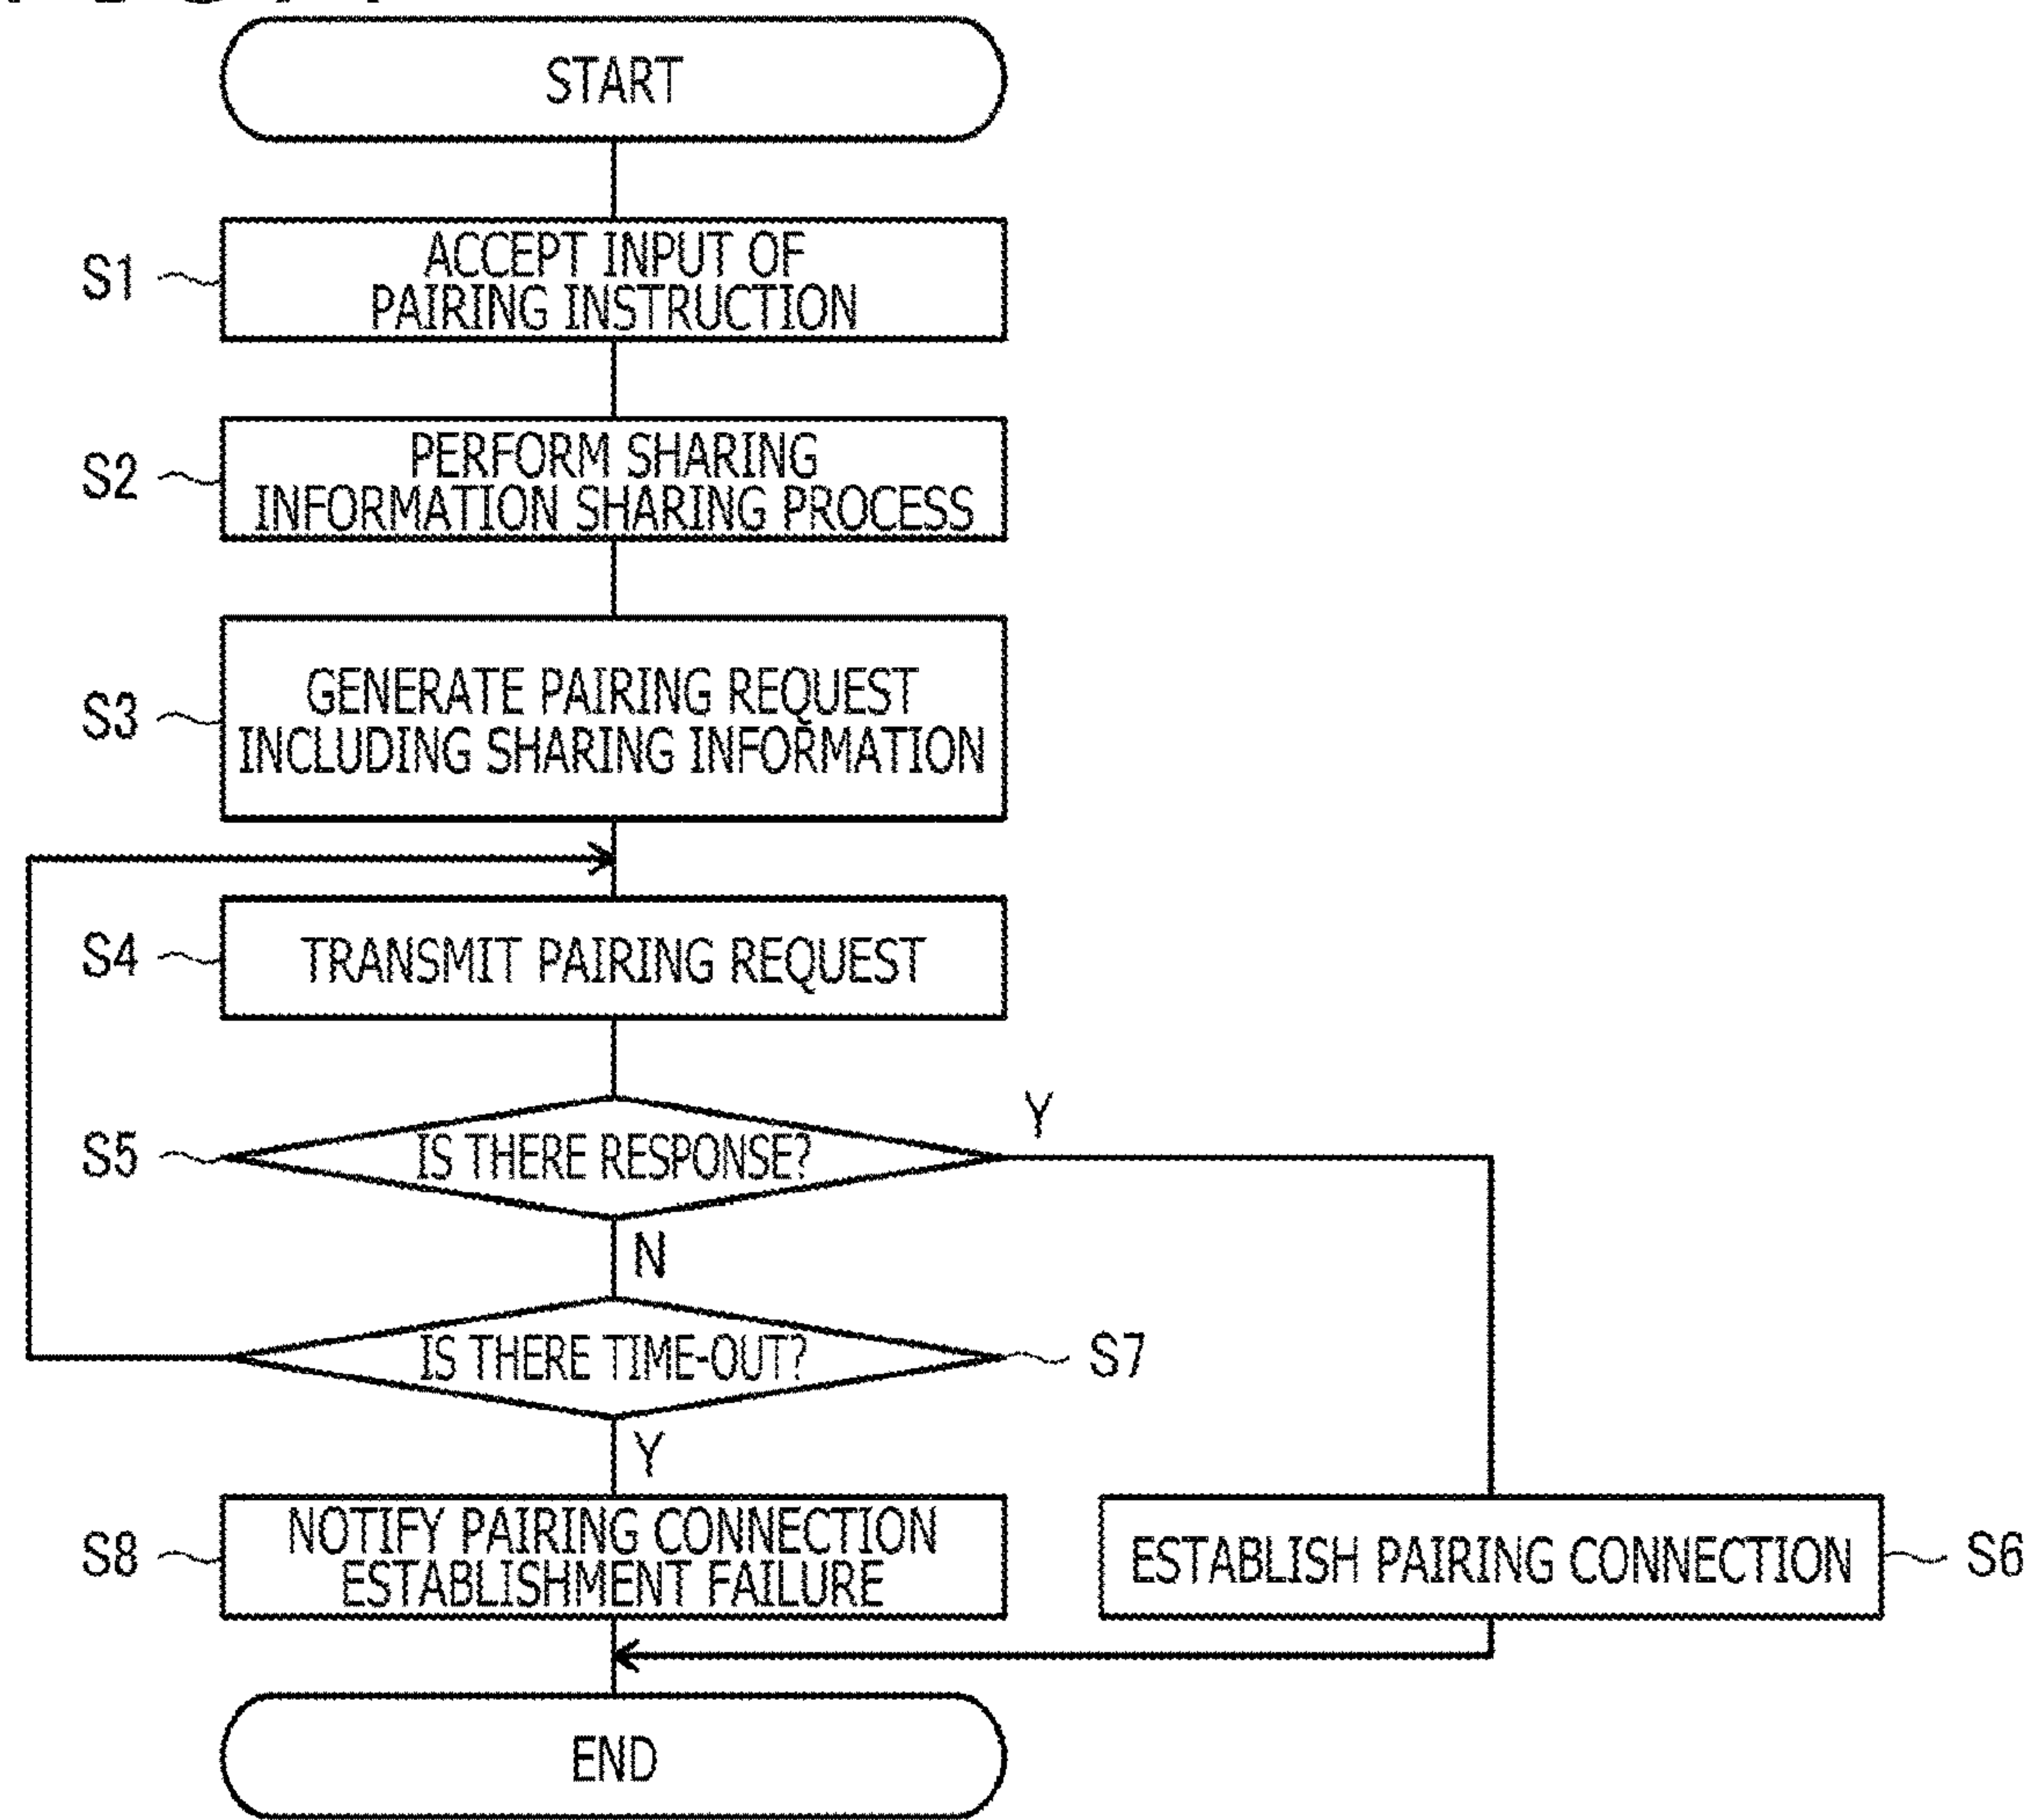 START
S1
ACCEPT INPUT OF
PAIRING INSTRUCTION
S2
PERFORM SHARING
INFORMATION SHARING PROCESS
S3
GENERATE PAIRING REQUEST
INCLUDING SHARING INFORMATION
S4
TRANSMIT PAIRING REQUEST
S5
IS THERE RESPONSE?
Y
N
IS THERE TIME-OUT?
S7
Y
S8
NOTIFY PAIRING CONNECTION
ESTABLISHMENT FAILURE
ESTABLISH PAIRING CONNECTION
S6
END